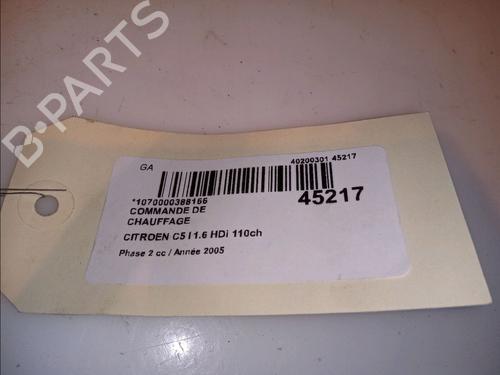 B-PARTS
GA
40200301 45217
*1070000388166
45217
COMMANDE DE
CHAUFFAGE
CITROEN C5 I 1.6 HDi 110ch
Phase 2 cc / Année 2005